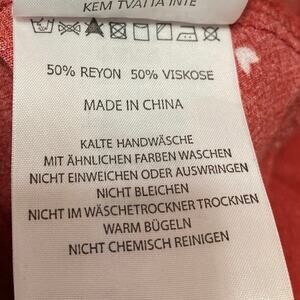 KEM TVÄTTA INTE
50% REYON 50% VISKOSE
MADE IN CHINA
KALTE HANDWÄSCHE
MIT ÄHNLICHEN FARBEN WASCHEN
NICHT EINWEICHEN ODER AUSWRINGEN
NICHT BLEICHEN
NICHT IM WÄSCHETROCKNER TROCKNEN
WARM BÜGELN
NICHT CHEMISCH REINIGEN